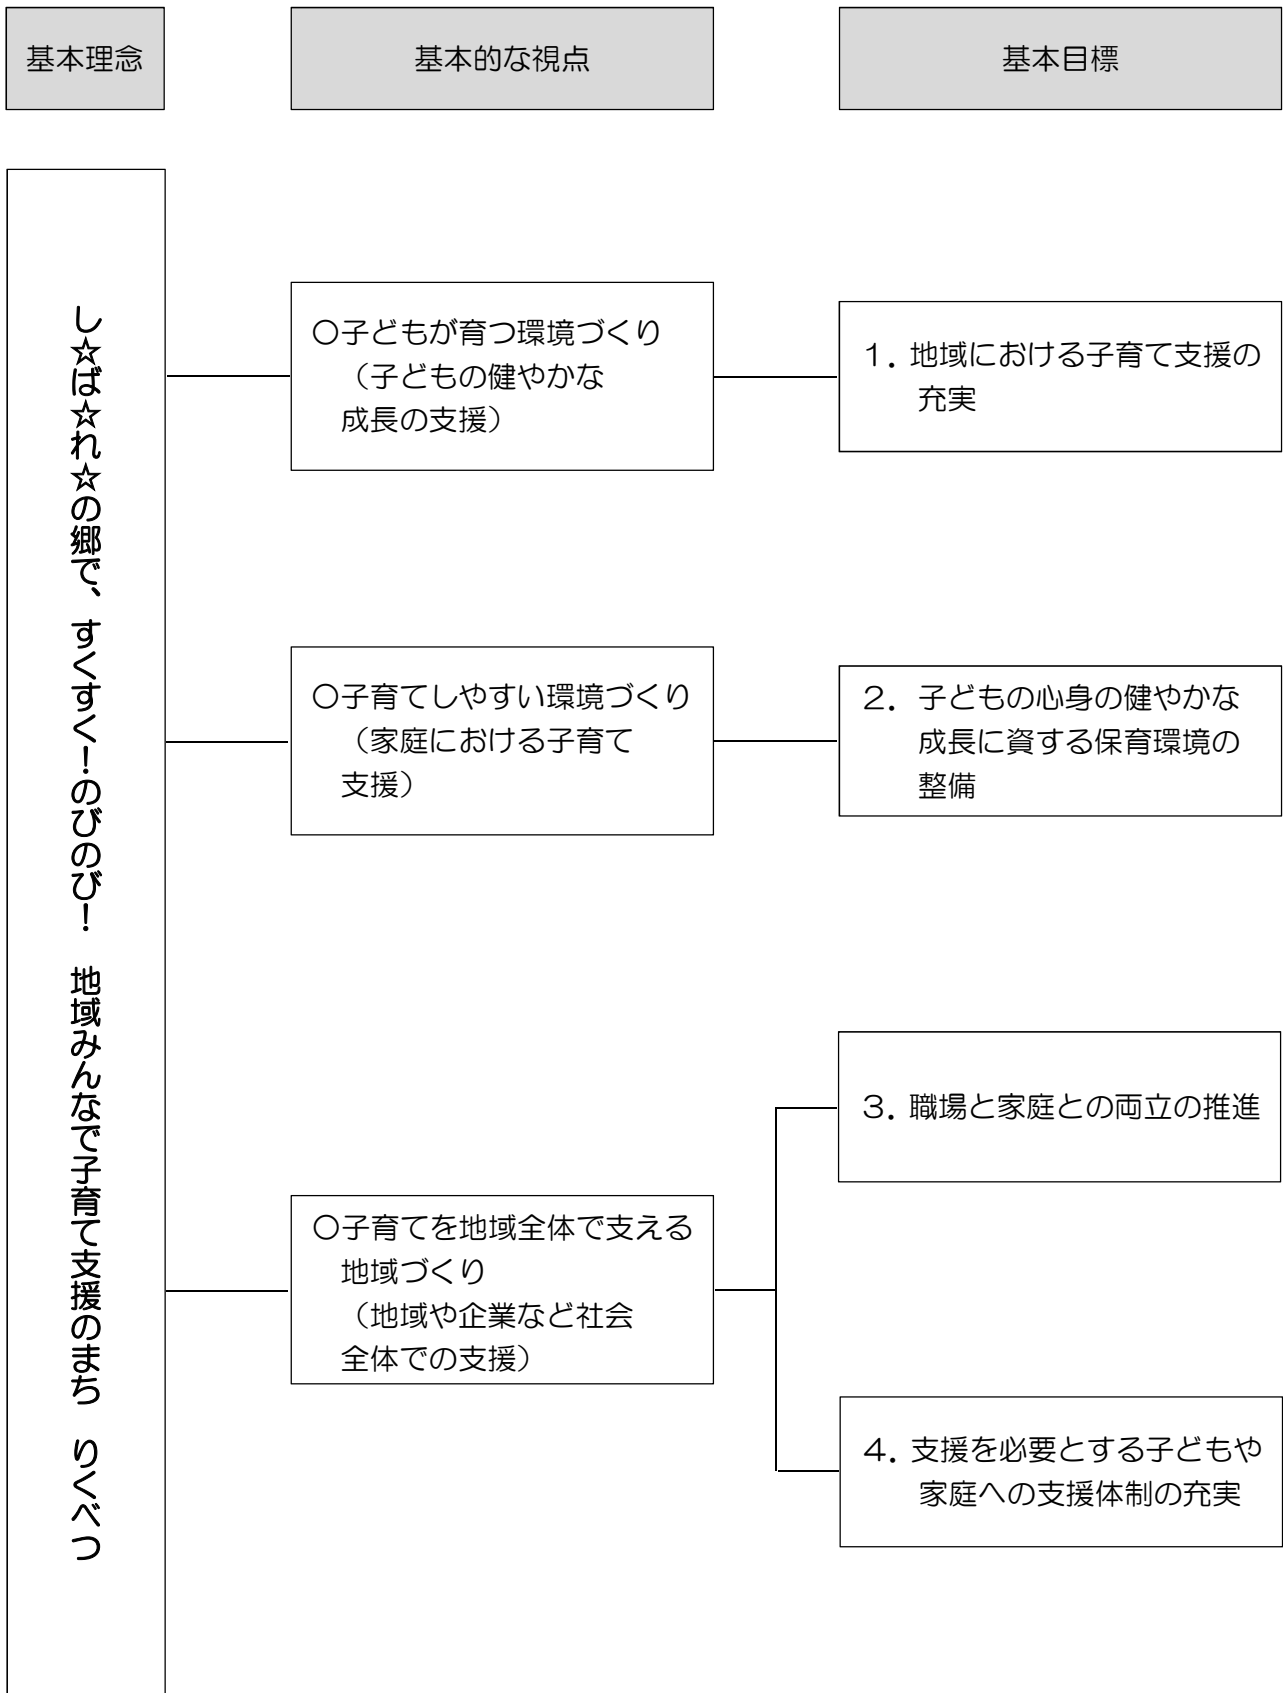 基本理念
基本的な視点
基本目標
し☆ば☆れ☆の郷で、すくすく！のびのび！　地域みんなで子育て支援のまち　りくべつ
〇子どもが育つ環境づくり
（子どもの健やかな
成長の支援）
１．地域における子育て支援の
充実
〇子育てしやすい環境づくり
（家庭における子育て
支援）
２．子どもの心身の健やかな
成長に資する保育環境の
整備
〇子育てを地域全体で支える
地域づくり
（地域や企業など社会
全体での支援）
３．職場と家庭との両立の推進
４．支援を必要とする子どもや
家庭への支援体制の充実